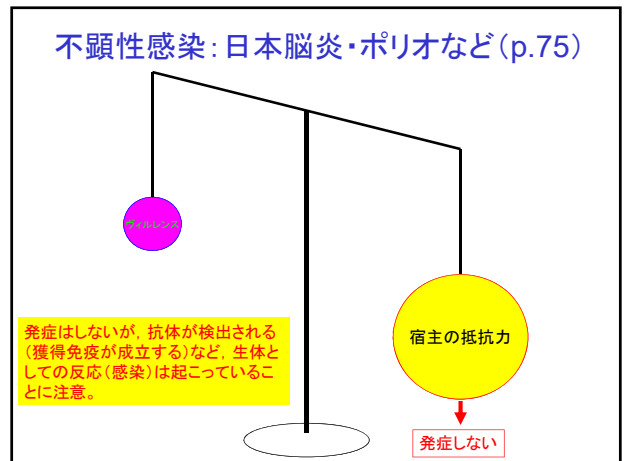 不顕性感染：日本脳炎・ポリオなど（p.75）
ヴィルレンス
宿主の抵抗力
発症はしないが，抗体が検出される
（獲得免疫が成立する）など，生体と
しての反応（感染）は起こっているこ
とに注意。
発症しない